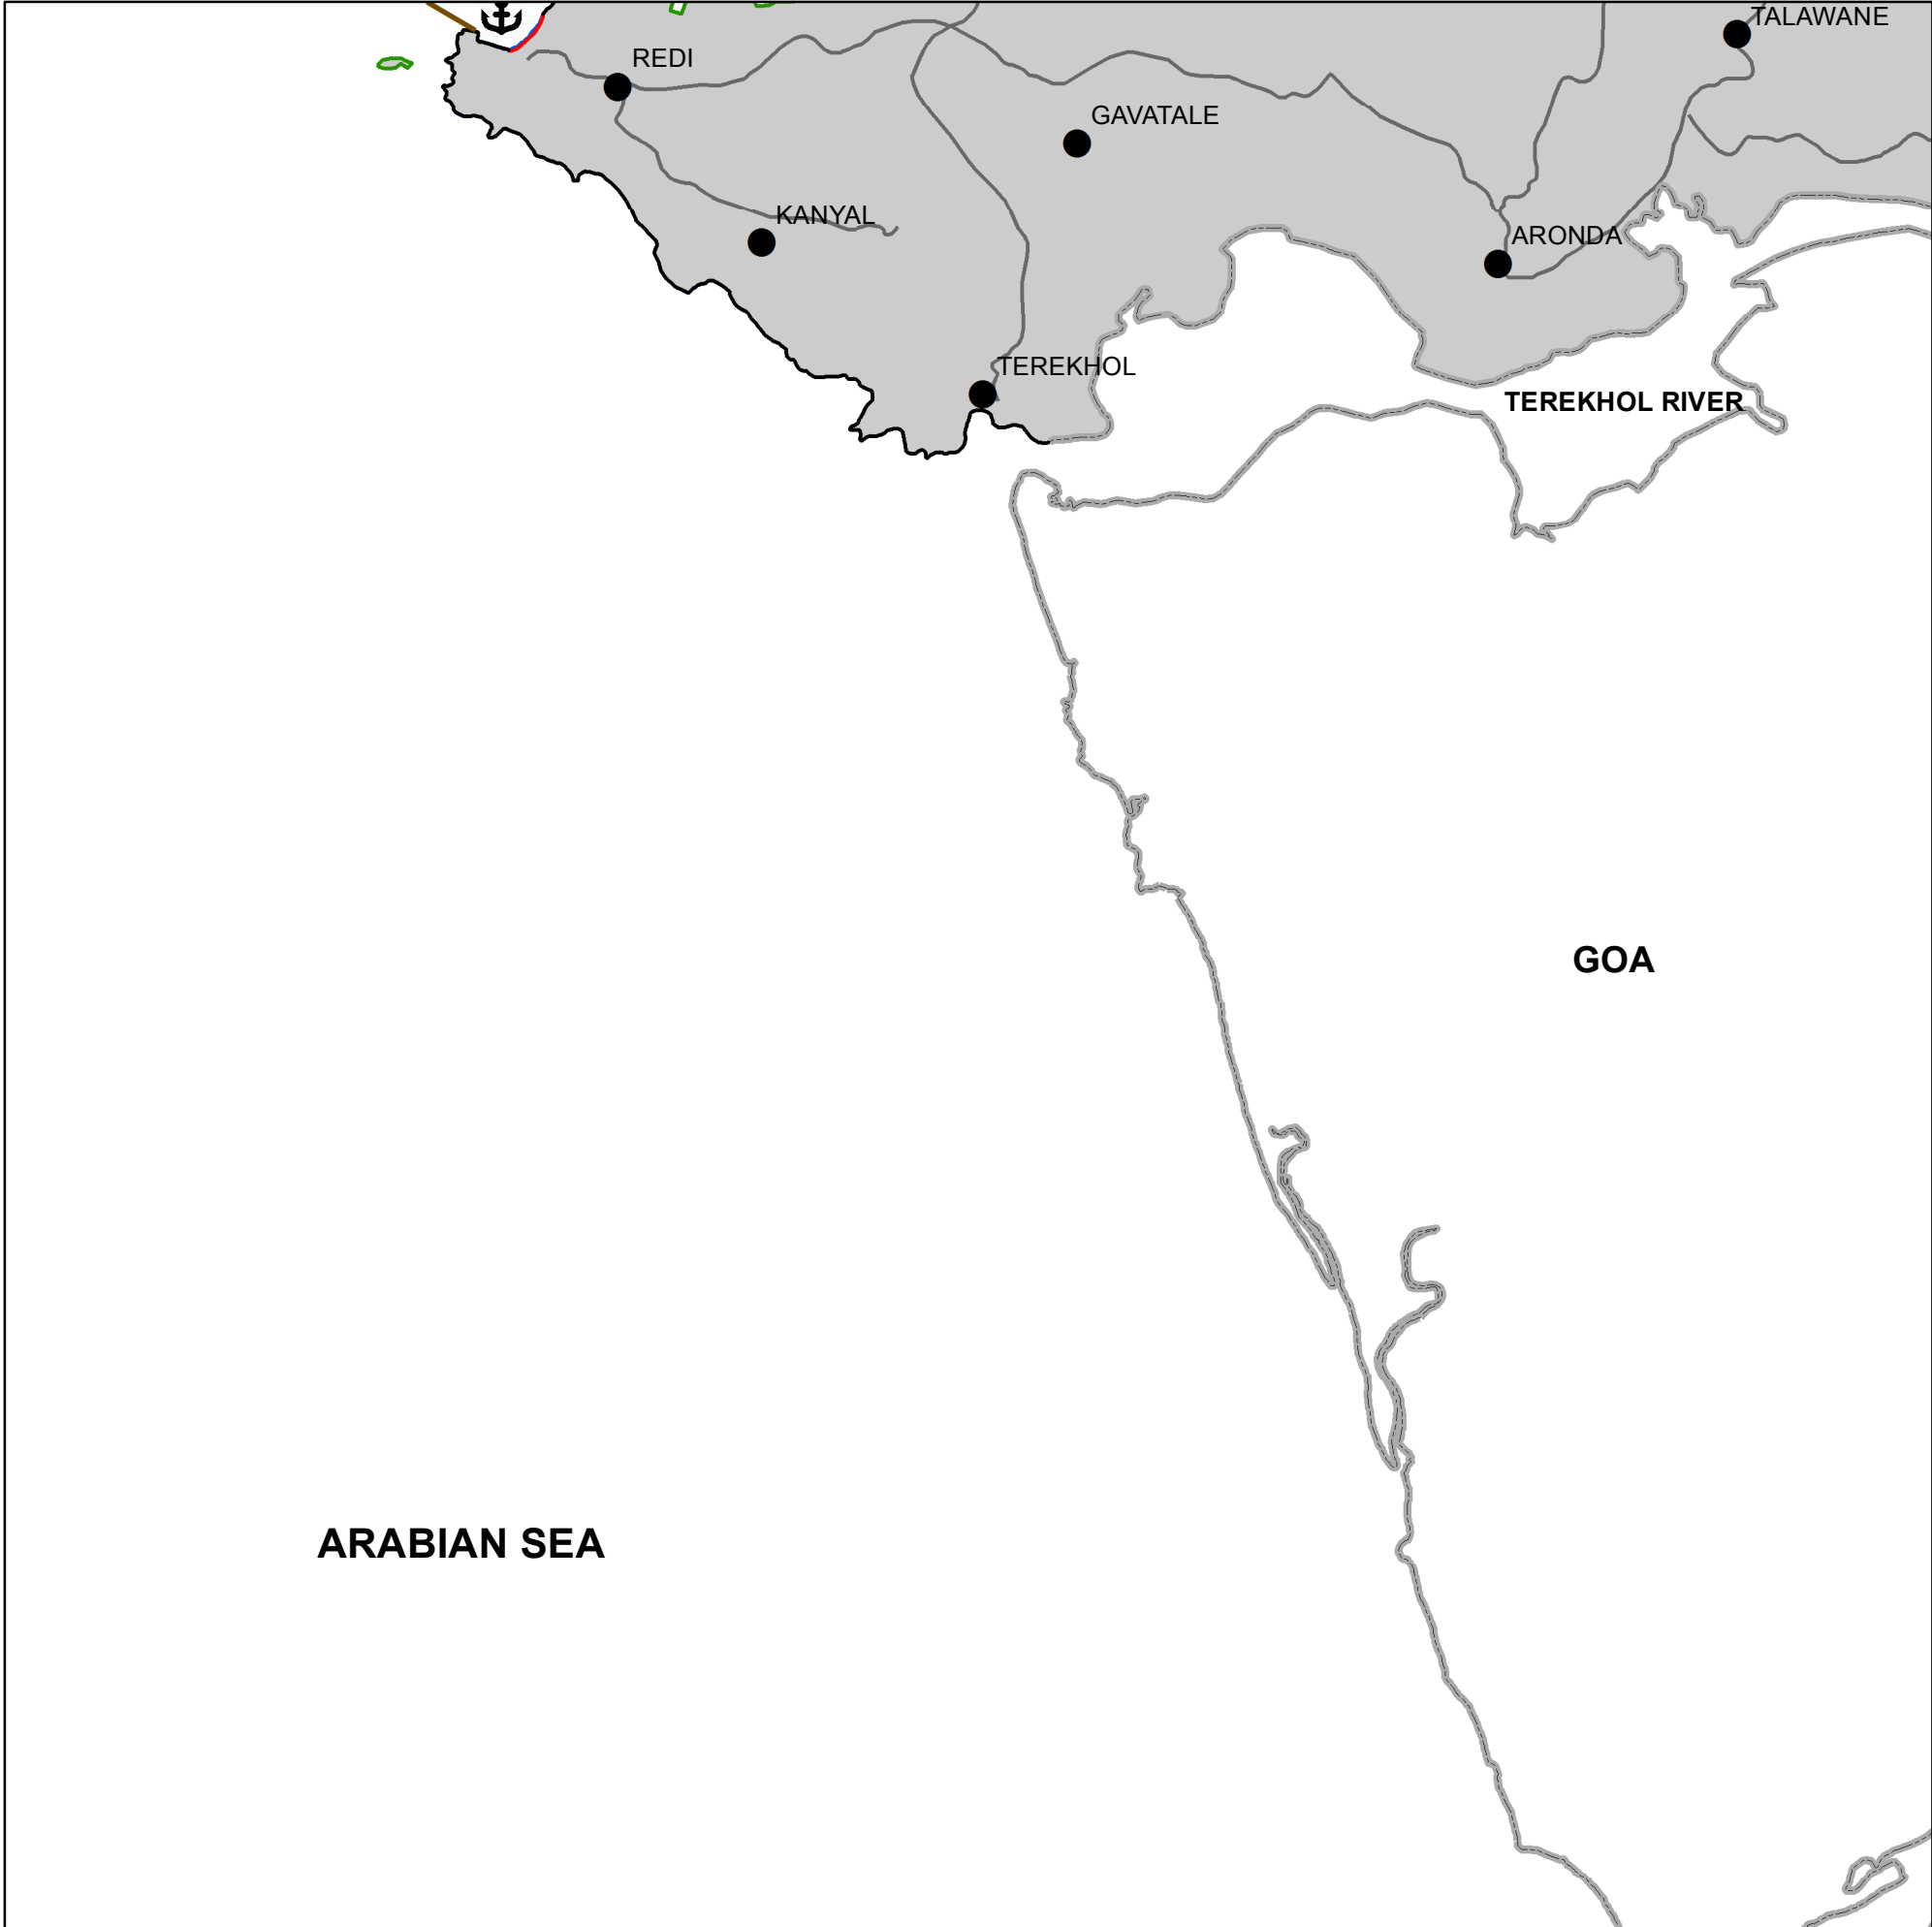 TALAWANE
REDI
GAVATALE
KANYAL
ARONDA
TEREKHOL
TEREKHOL RIVER
GOA
ARABIAN SEA